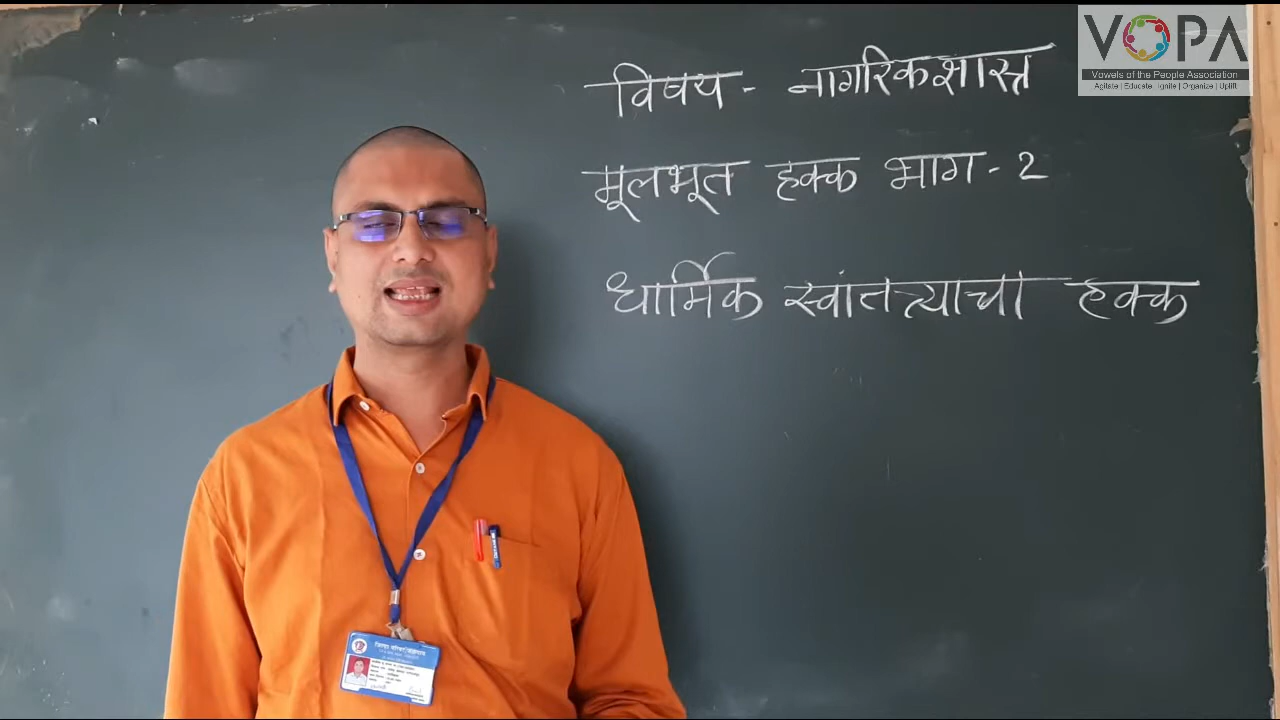 VOPA
Vowels of the People Association
Agitate | Educate | Ignite | Organize | Uplift
विषय - नागरिकशास्त्र
मूलभूत हक्क भाग - 2
धार्मिक स्वातंत्र्याचा हक्क